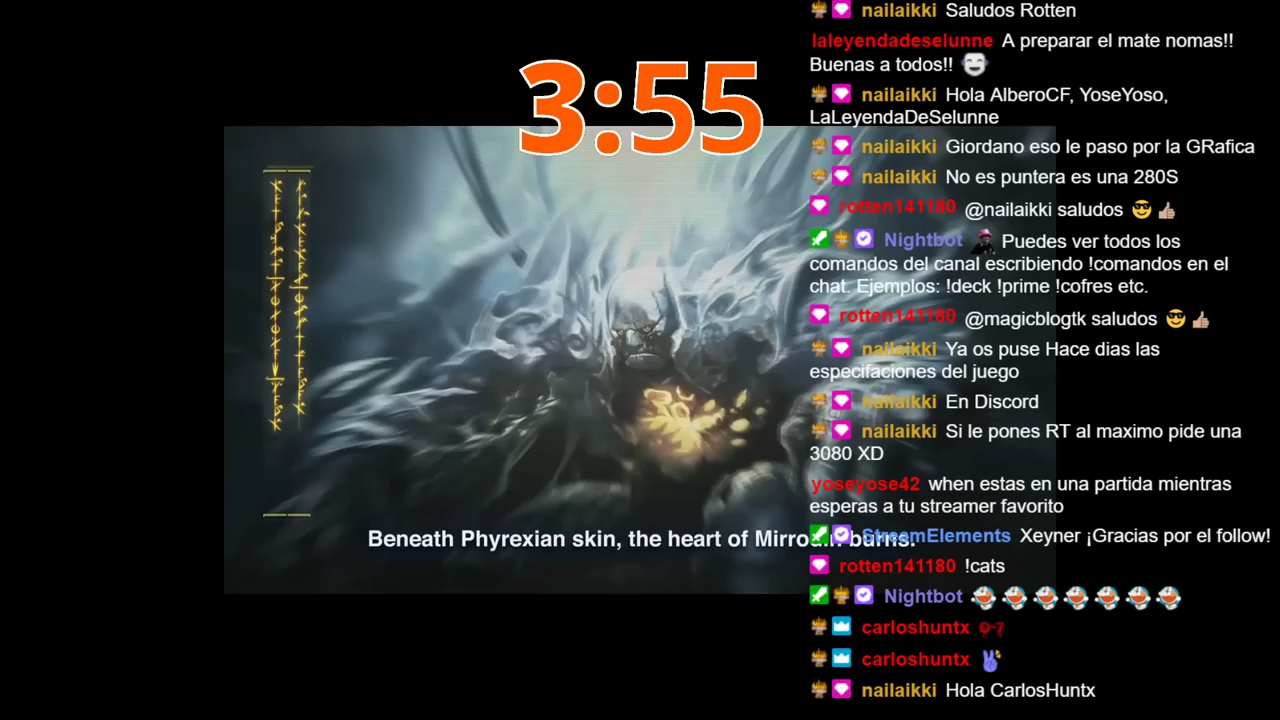 3:55
Beneath Phyrexian skin, the heart of Mirrodin burns.
nailaikki Saludos Rotten
laleyendadeselunne A preparar el mate nomas!!
Buenas a todos!!
nailaikki Hola AlberoCF, YoseYoso,
LaLeyendaDeSelunne
nailaikki Giordano eso le paso por la GRafica
nailaikki No es puntera es una 280S
rotten141180 @nailaikki saludos
Nightbot Puedes ver todos los
comandos del canal escribiendo !comandos en el
chat. Ejemplos: !deck !prime !cofres etc.
rotten141180 @magicblogtk saludos
nailaikki Ya os puse Hace dias las
especifaciones del juego
nailaikki En Discord
nailaikki Si le pones RT al maximo pide una
3080 XD
yoseyose42 when estas en una partida mientras
esperas a tu streamer favorito
StreamElements Xeyner ¡Gracias por el follow!
rotten141180 !cats
Nightbot
carloshuntx
carloshuntx
nailaikki Hola CarlosHuntx